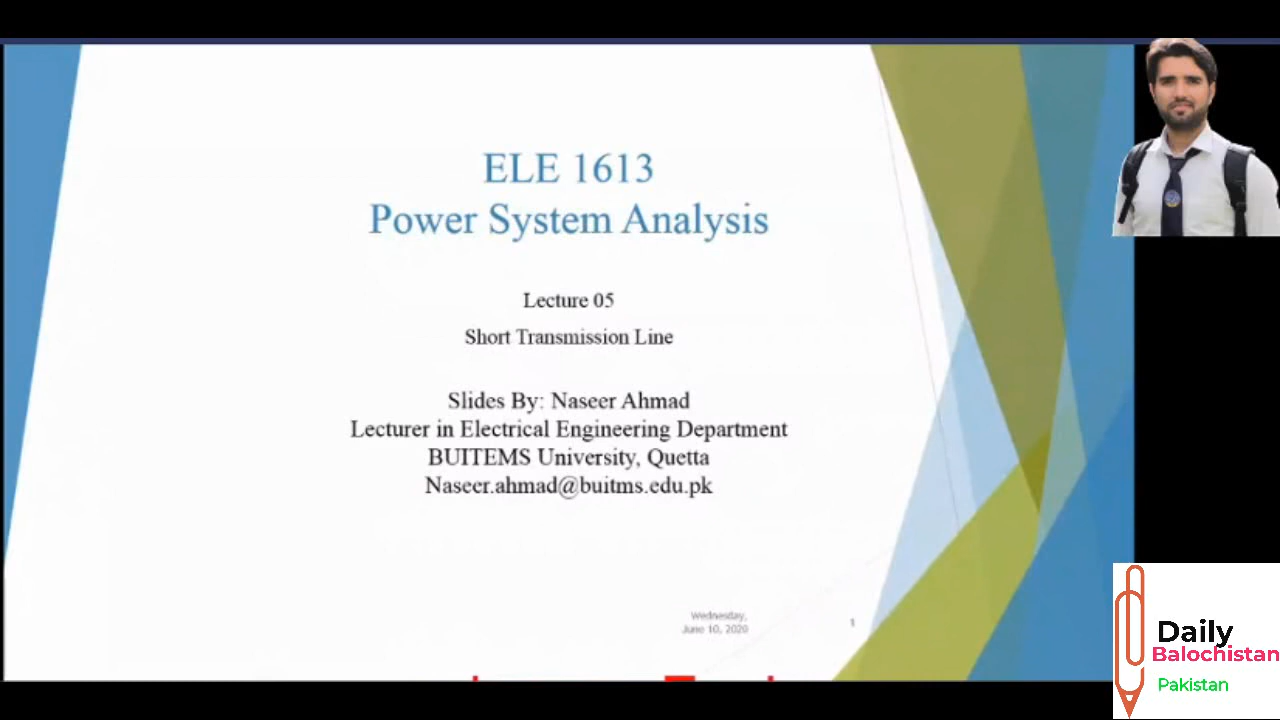 ELE 1613
Power System Analysis
Lecture 05
Short Transmission Line
Slides By: Naseer Ahmad
Lecturer in Electrical Engineering Department
BUITEMS University, Quetta
Naseer.ahmad@buitms.edu.pk
Wednesday,
June 10, 2020
1
Daily
Balochistan
Pakistan